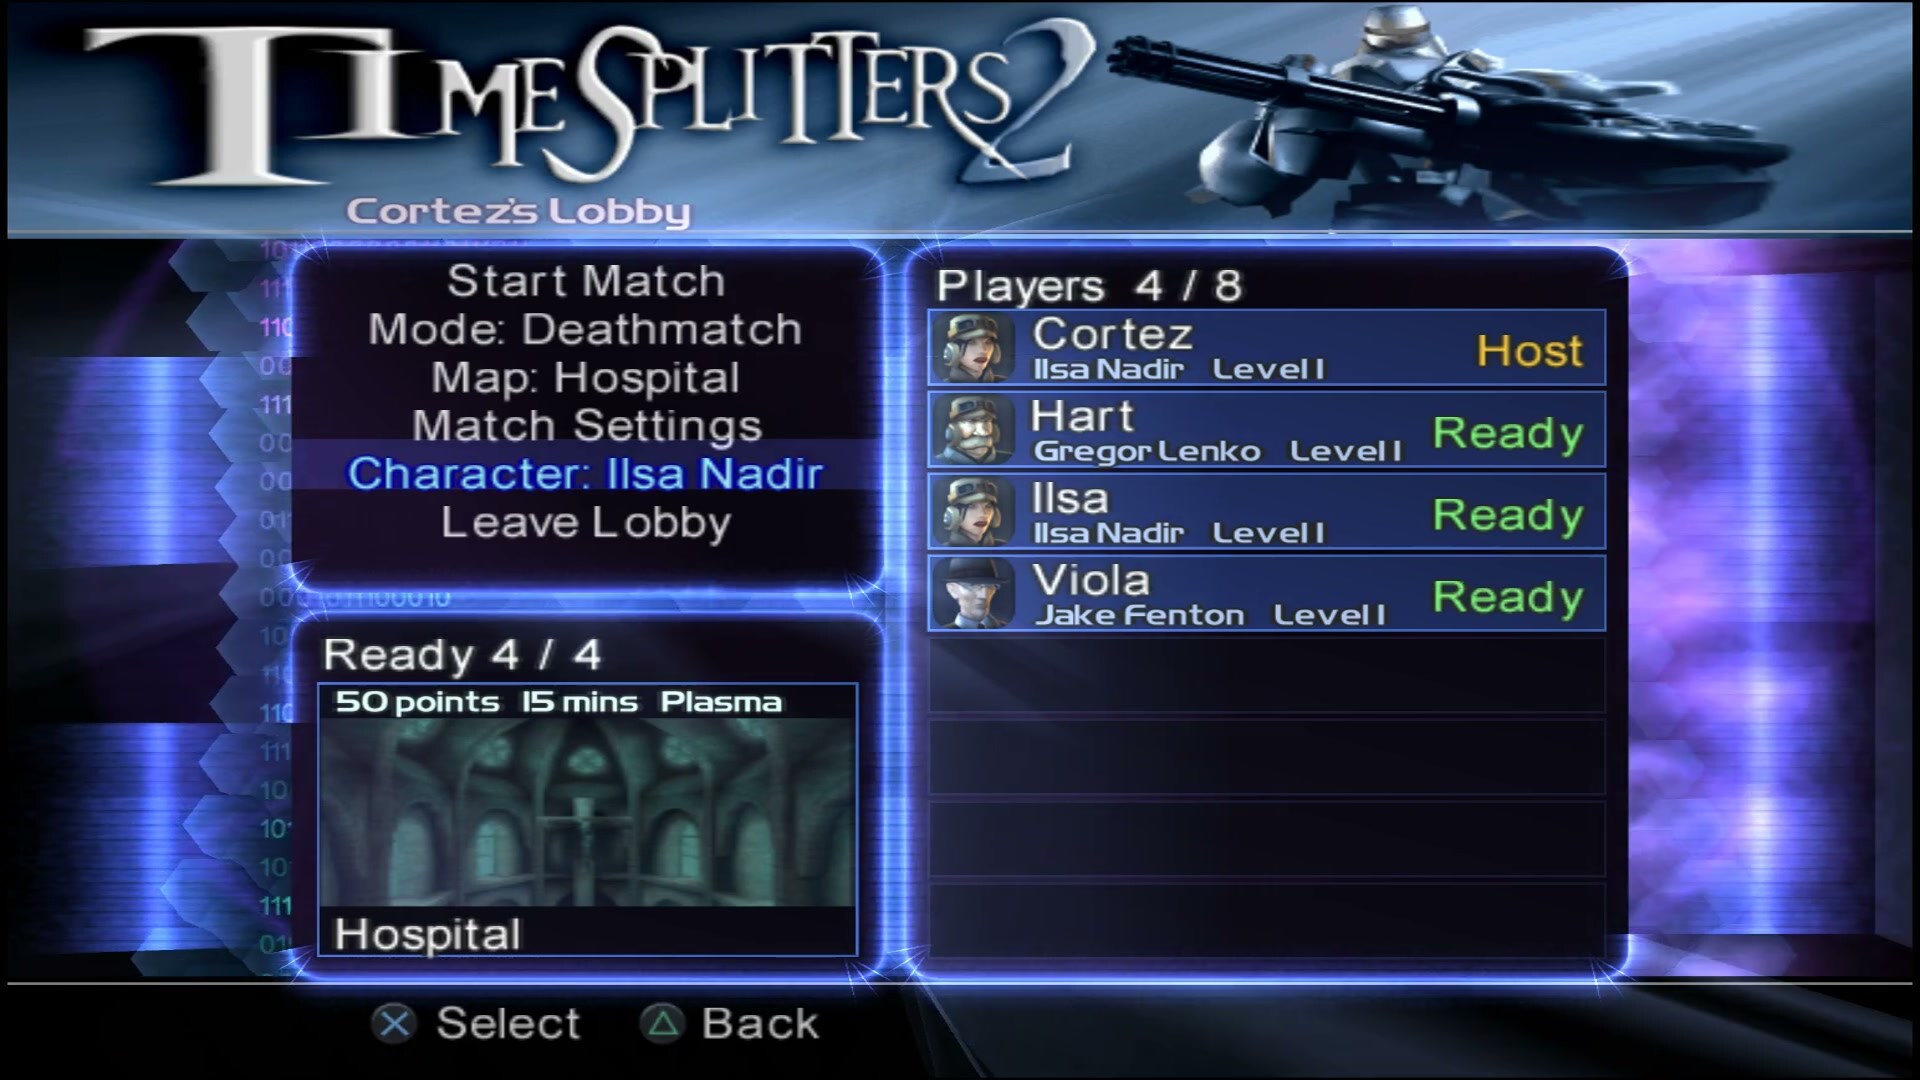 TIMESPLITTERS 2
Cortez's Lobby
Start Match
Mode: Deathmatch
Map: Hospital
Match Settings
Character: Ilsa Nadir
Leave Lobby
Ready 4 / 4
50 points 15 mins Plasma
Hospital
Players 4 / 8
Cortez
Ilsa Nadir Level 1
Host
Hart
Gregor Lenko Level 1
Ready
Ilsa
Ilsa Nadir Level 1
Ready
Viola
Jake Fenton Level 1
Ready
Select
Back